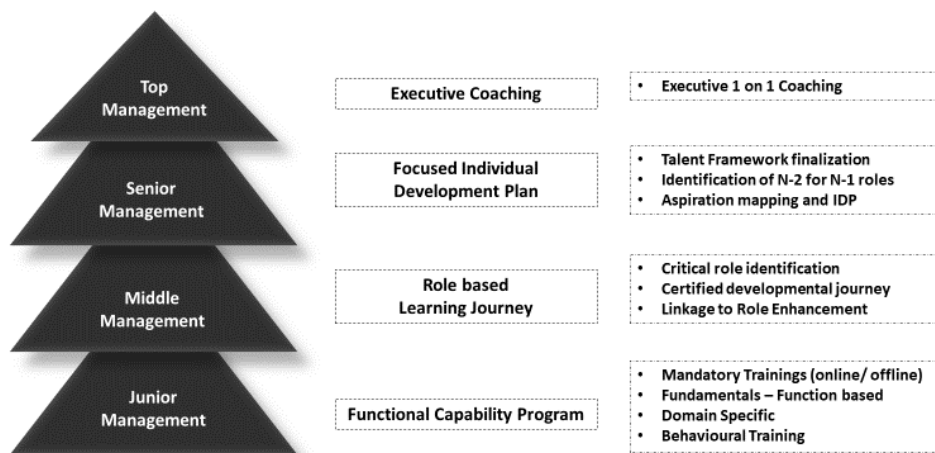 Top
Management
Executive Coaching
• Executive 1 on 1 Coaching
Senior
Management
Focused Individual
Development Plan
• Talent Framework finalization
• Identification of N-2 for N-1 roles
• Aspiration mapping and IDP
Middle
Management
Role based
Learning Journey
• Critical role identification
• Certified developmental journey
• Linkage to Role Enhancement
Junior
Management
Functional Capability Program
• Mandatory Trainings (online/ offline)
• Fundamentals – Function based
• Domain Specific
• Behavioural Training